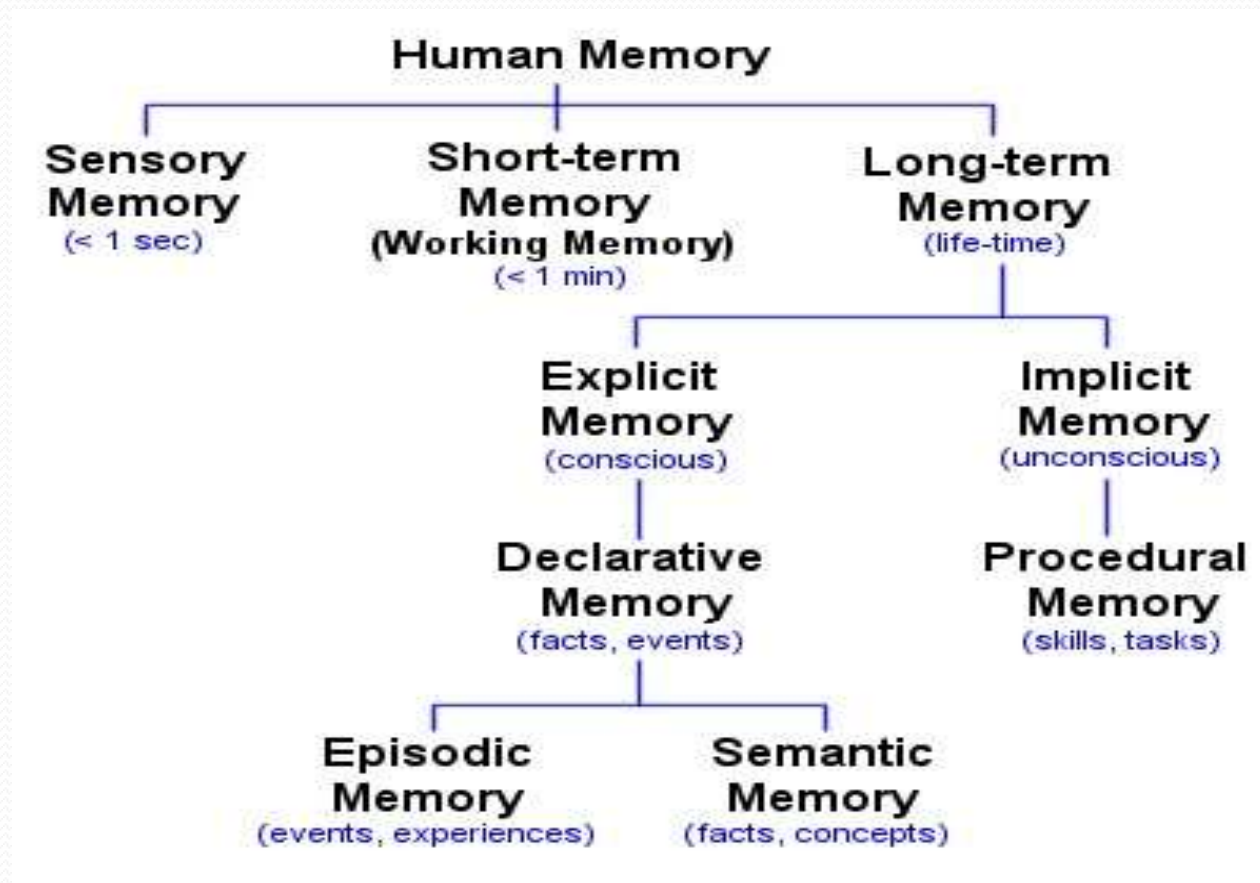 Human Memory
Sensory
Memory
(< 1 sec)
Short-term
Memory
(Working Memory)
(< 1 min)
Long-term
Memory
(life-time)
Explicit
Memory
(conscious)
Implicit
Memory
(unconscious)
Declarative
Memory
(facts, events)
Procedural
Memory
(skills, tasks)
Episodic
Memory
(events, experiences)
Semantic
Memory
(facts, concepts)